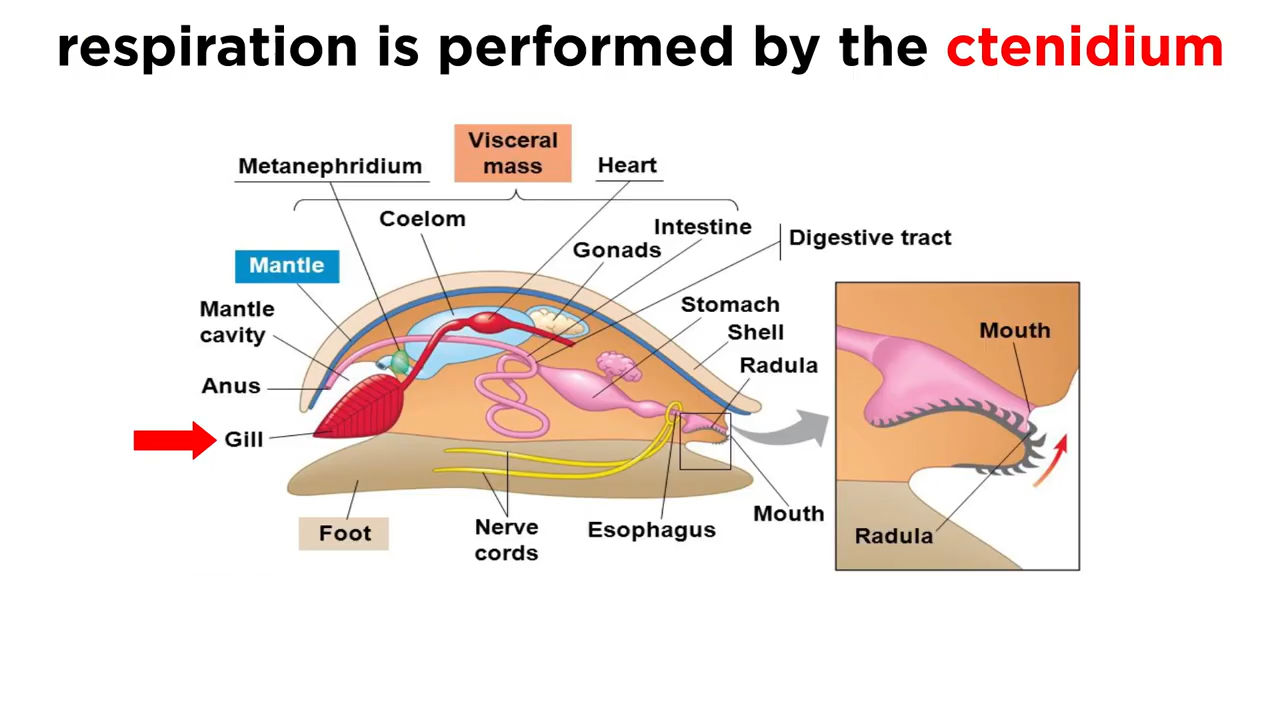 respiration is performed by the ctenidium
Visceral
mass
Metanephridium
Heart
Coelom
Intestine
Gonads
Digestive tract
Mantle
Mantle
cavity
Stomach
Shell
Radula
Anus
Gill
Foot
Nerve
cords
Esophagus
Mouth
Mouth
Radula